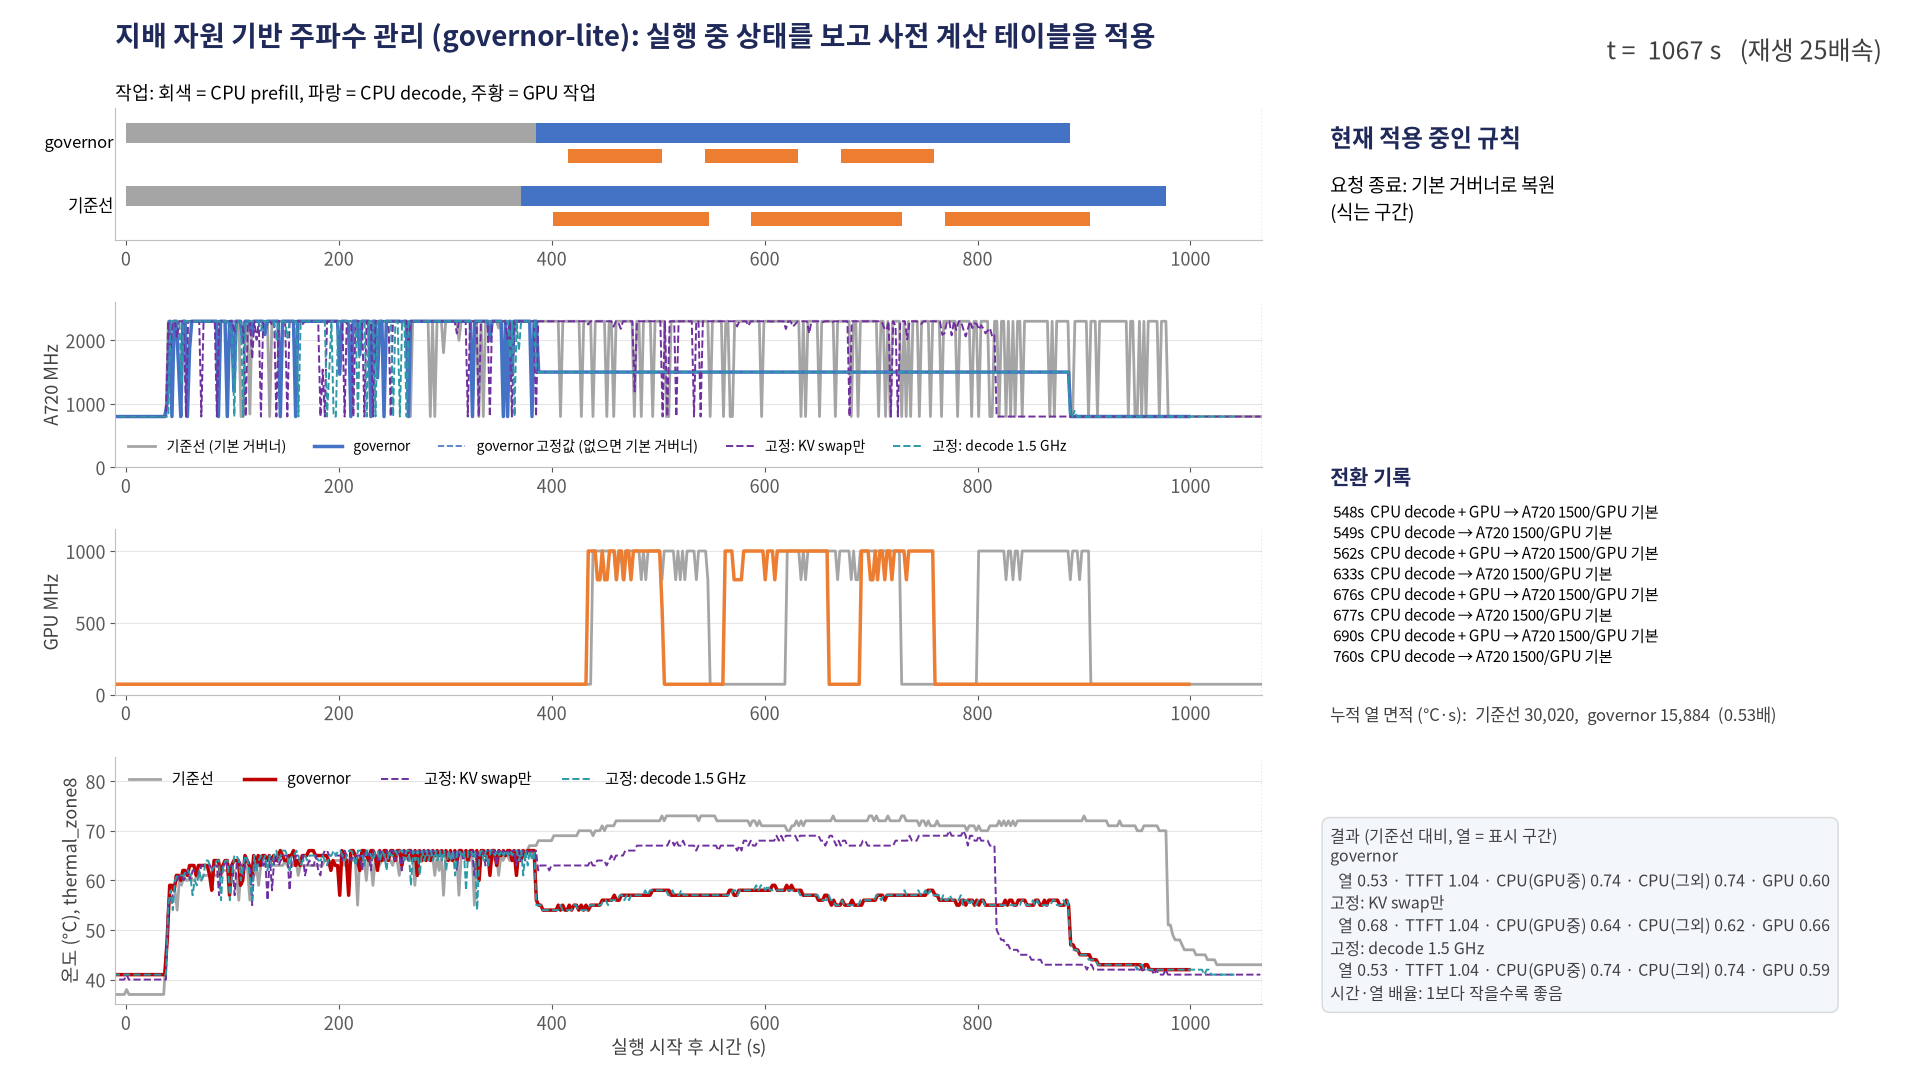 지배 자원 기반 주파수 관리 (governor-lite): 실행 중 상태를 보고 사전 계산 테이블을 적용
t = 1067 s (재생 25배속)
작업: 회색 = CPU prefill, 파랑 = CPU decode, 주황 = GPU 작업
governor
기준선
0 200 400 600 800 1000
현재 적용 중인 규칙
요청 종료: 기본 거버너로 복원
(식는 구간)
A720 MHz
2000
1000
0
기준선 (기본 거버너) governor governor 고정값 (없으면 기본 거버너) 고정: KV swap만 고정: decode 1.5 GHz
0 200 400 600 800 1000
전환 기록
548s CPU decode + GPU → A720 1500/GPU 기본
549s CPU decode → A720 1500/GPU 기본
562s CPU decode + GPU → A720 1500/GPU 기본
633s CPU decode → A720 1500/GPU 기본
676s CPU decode + GPU → A720 1500/GPU 기본
677s CPU decode → A720 1500/GPU 기본
690s CPU decode + GPU → A720 1500/GPU 기본
760s CPU decode → A720 1500/GPU 기본
GPU MHz
1000
500
0
0 200 400 600 800 1000
누적 열 면적 (°C·s): 기준선 30,020, governor 15,884 (0.53배)
온도 (°C), thermal_zone8
80
70
60
50
40
기준선 governor 고정: KV swap만 고정: decode 1.5 GHz
0 200 400 600 800 1000
실행 시작 후 시간 (s)
결과 (기준선 대비, 열 = 표시 구간)
governor
열 0.53 · TTFT 1.04 · CPU(GPU중) 0.74 · CPU(그외) 0.74 · GPU 0.60
고정: KV swap만
열 0.68 · TTFT 1.04 · CPU(GPU중) 0.64 · CPU(그외) 0.62 · GPU 0.66
고정: decode 1.5 GHz
열 0.53 · TTFT 1.04 · CPU(GPU중) 0.74 · CPU(그외) 0.74 · GPU 0.59
시간·열 배율: 1보다 작을수록 좋음